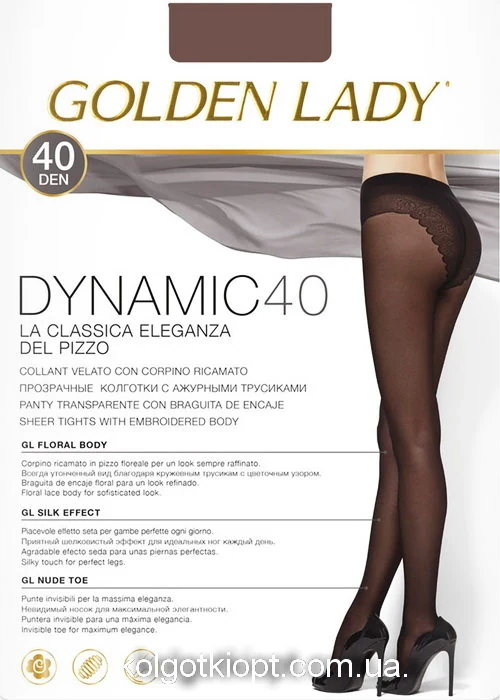 GOLDEN LADY
40
DEN
DYNAMIC40
LA CLASSICA ELEGANZA
DEL PIZZO
COLLANT VELATO CON CORPINO RICAMATO
ПРОЗРАЧНЫЕ КОЛГОТКИ С АЖУРНЫМИ ТРУСИКАМИ
PANTY TRANSPARENTE CON BRAGUITA DE ENCAJE
SHEER TIGHTS WITH EMBROIDERED BODY
GL FLORAL BODY
Corpino ricamato in pizzo floreale per un look sempre raffinato.
Всегда утонченный вид благодаря кружевным трусикам с цветочным узором.
Braguita de encaje floral para un look refinado.
Floral lace body for sofisticated look.
GL SILK EFFECT
Piacevole effetto seta per gambe perfette ogni giorno.
Приятный шелковистый эффект для идеальных ног каждый день.
Agradable efecto seda para unas piernas perfectas.
Silky touch for perfect legs.
GL NUDE TOE
Punte invisibili per la massima eleganza.
Невидимый носок для максимальной элегантности.
Puntera invisible para una máxima elegancia.
Invisible toe for maximum elegance.
kolgotkiopt.com.ua.